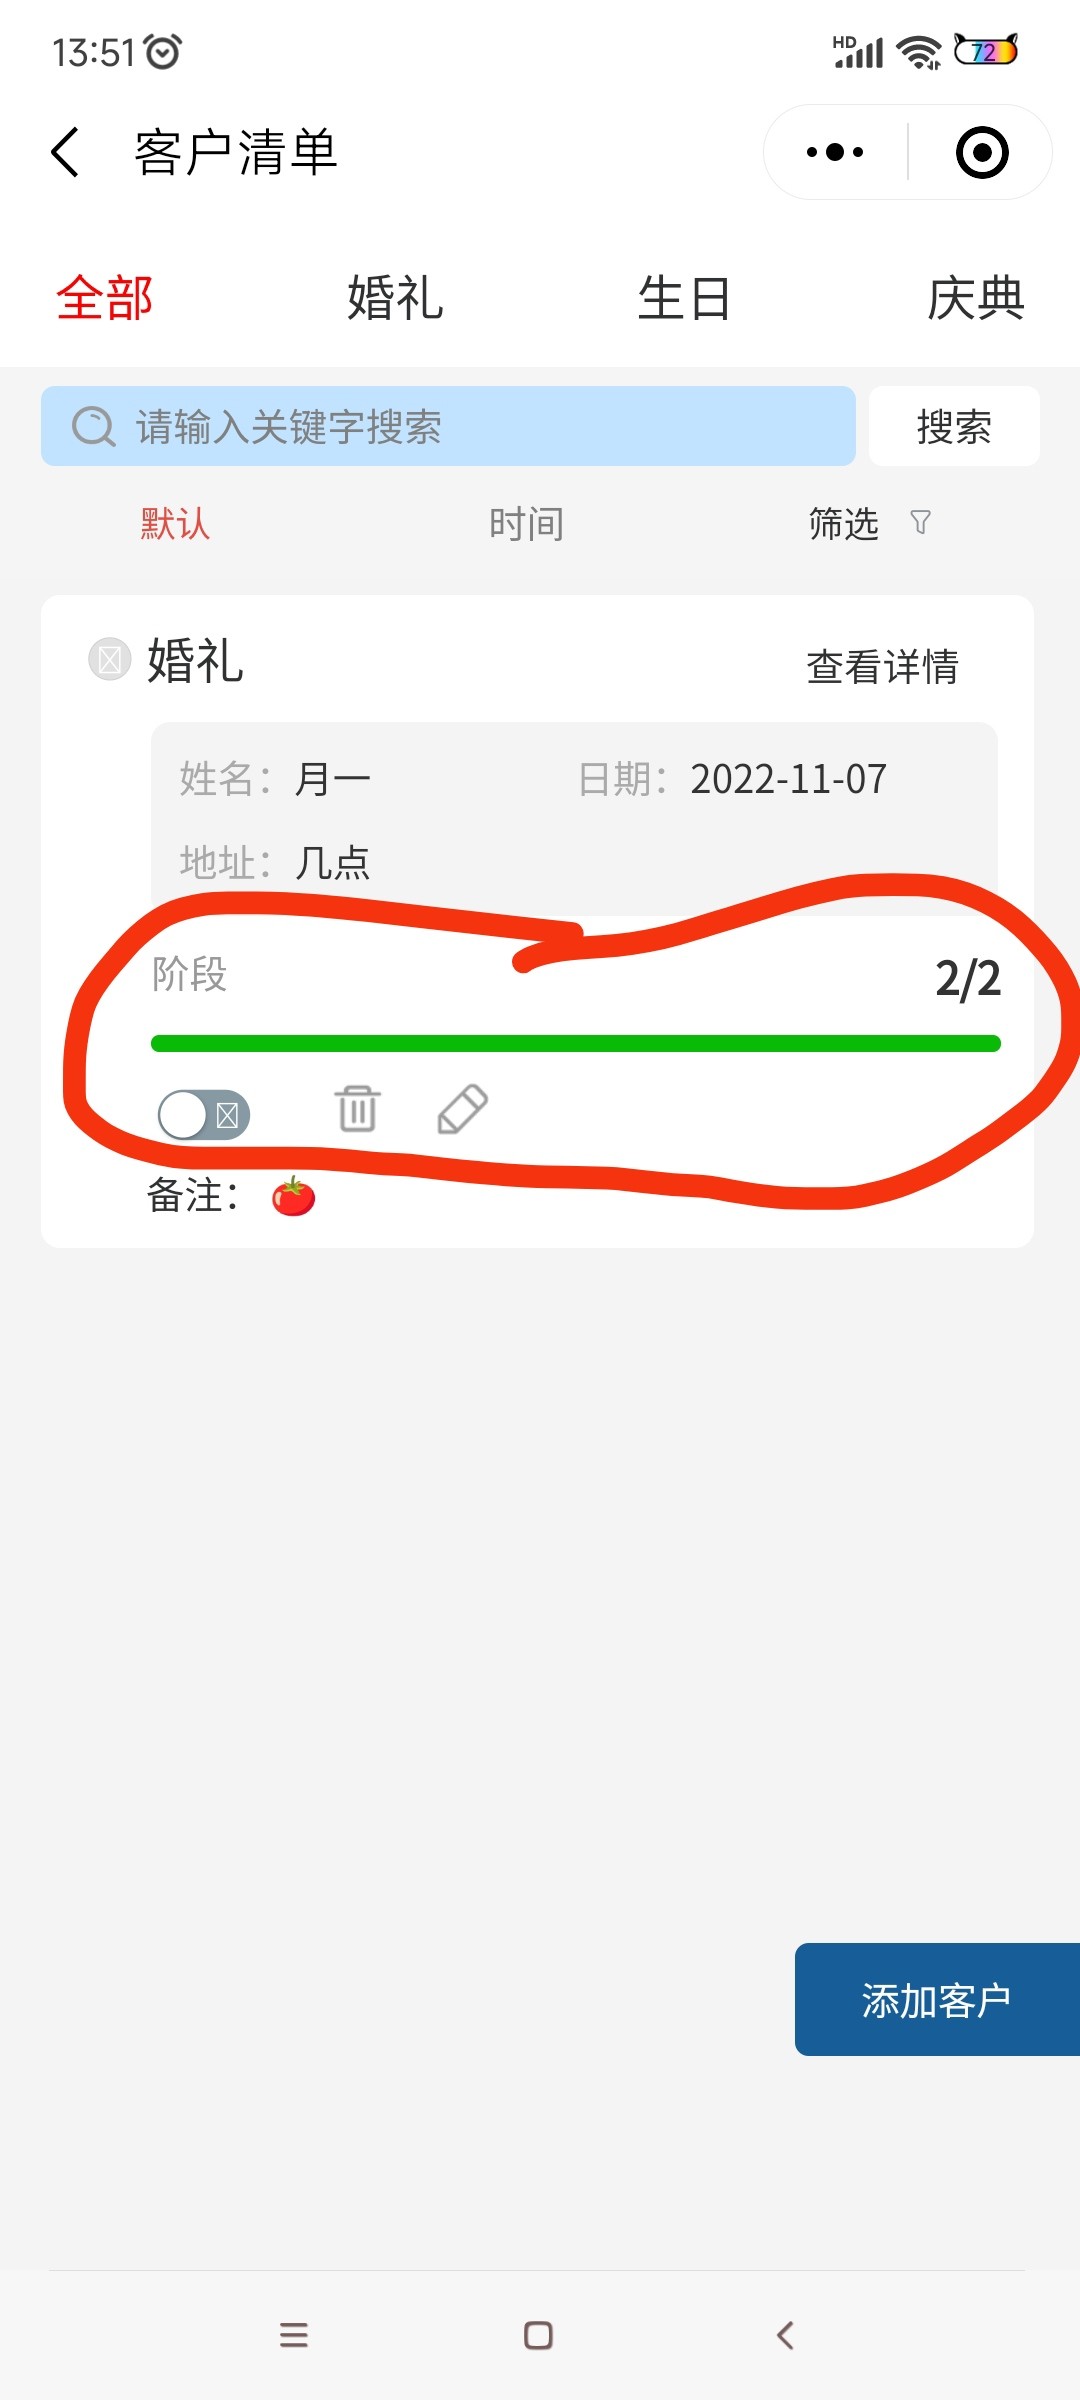 13:51 HD 72
客户清单
全部 婚礼 生日 庆典
请输入关键字搜索 搜索
默认 时间 筛选
婚礼 查看详情
姓名：月一 日期：2022-11-07
地址：几点
阶段 2/2
备注：🍅
添加客户